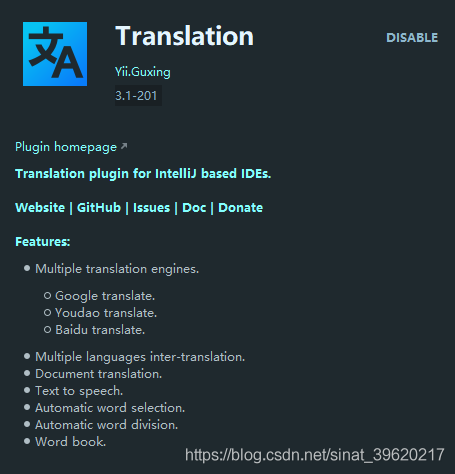 文A
Translation
DISABLE
Yii.Guxing
3.1-201
Plugin homepage
Translation plugin for IntelliJ based IDEs.
Website | GitHub | Issues | Doc | Donate
Features:
Multiple translation engines.
Google translate.
Youdao translate.
Baidu translate.
Multiple languages inter-translation.
Document translation.
Text to speech.
Automatic word selection.
Automatic word division.
Word book.
https://blog.csdn.net/sinat_39620217